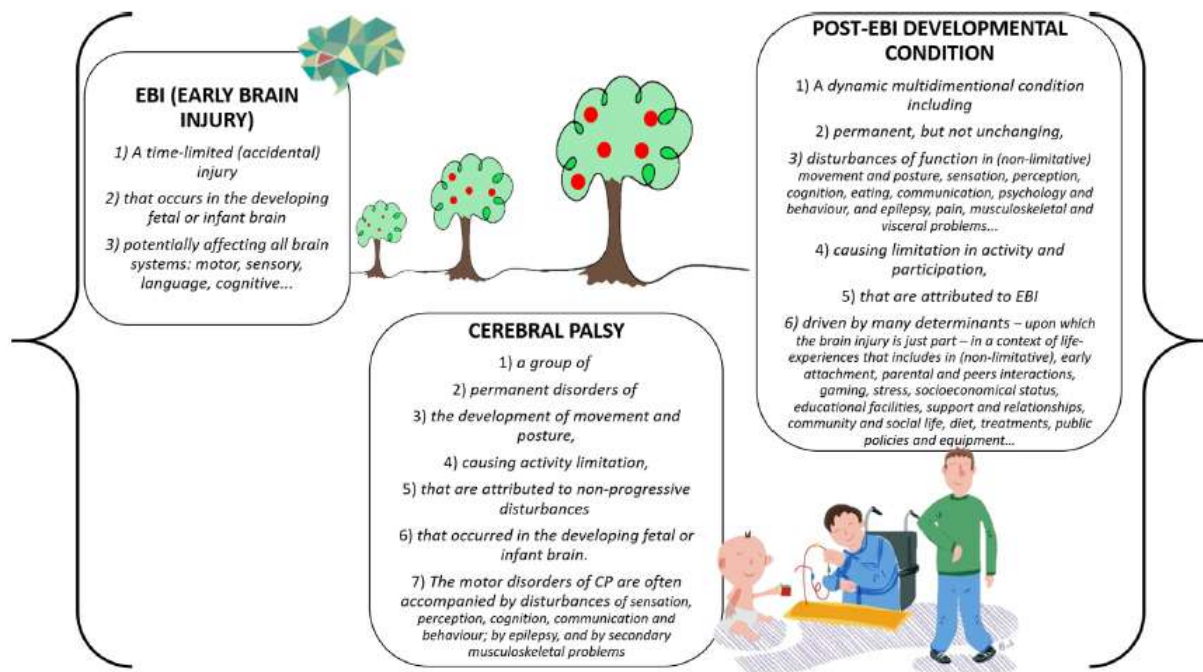 EBI (EARLY BRAIN
INJURY)
1) A time-limited (accidental)
injury
2) that occurs in the developing
fetal or infant brain
3) potentially affecting all brain
systems: motor, sensory,
language, cognitive...
CEREBRAL PALSY
1) a group of
2) permanent disorders of
3) the development of movement and
posture,
4) causing activity limitation,
5) that are attributed to non-progressive
disturbances
6) that occurred in the developing fetal or
infant brain.
7) The motor disorders of CP are often
accompanied by disturbances of sensation,
perception, cognition, communication and
behaviour; by epilepsy, and by secondary
musculoskeletal problems
POST-EBI DEVELOPMENTAL
CONDITION
1) A dynamic multidimentional condition
including
2) permanent, but not unchanging,
3) disturbances of function in (non-limitative)
movement and posture, sensation, perception,
cognition, eating, communication, psychology and
behaviour, and epilepsy, pain, musculoskeletal and
visceral problems...
4) causing limitation in activity and
participation,
5) that are attributed to EBI
6) driven by many determinants – upon which
the brain injury is just part – in a context of life-
experiences that includes in (non-limitative), early
attachment, parental and peers interactions,
gaming, stress, socioeconomical status,
educational facilities, support and relationships,
community and social life, diet, treatments, public
policies and equipment...